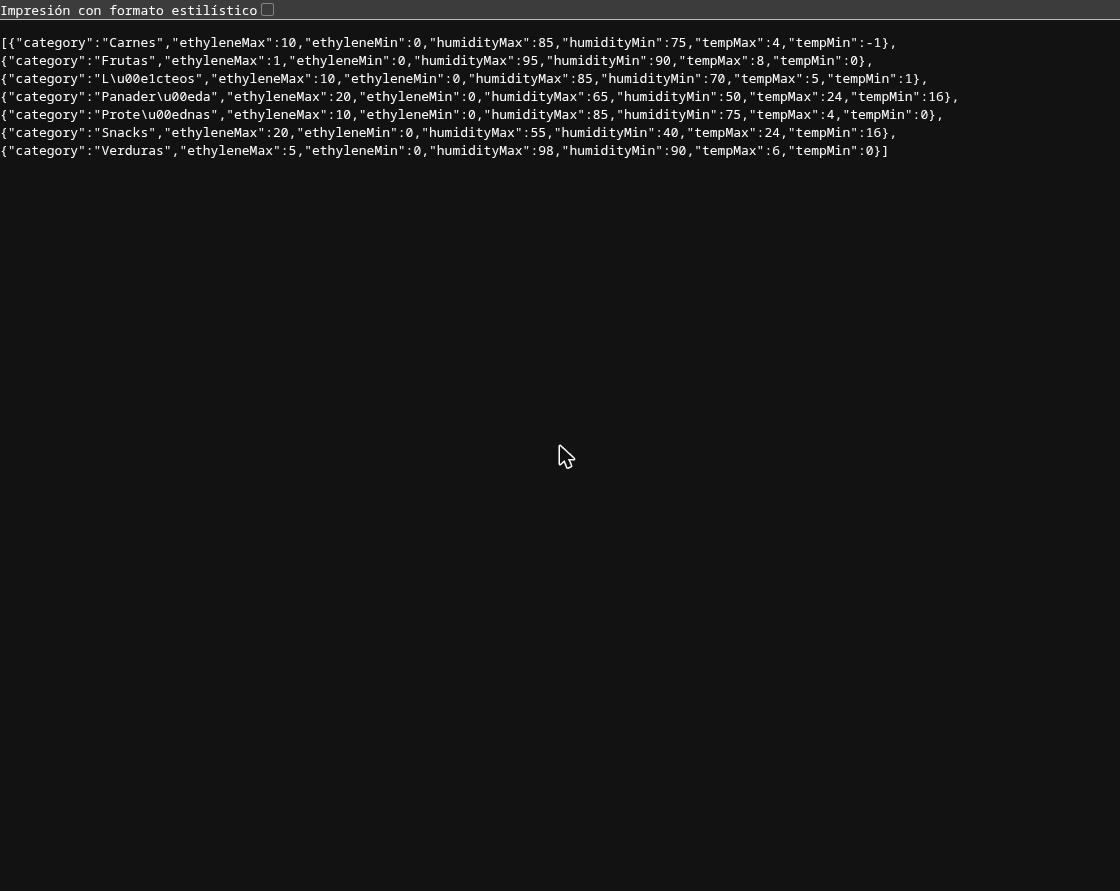 Impresión con formato estilístico
[{"category":"Carnes","ethyleneMax":10,"ethyleneMin":0,"humidityMax":85,"humidityMin":75,"tempMax":4,"tempMin":-1},
{"category":"Frutas","ethyleneMax":1,"ethyleneMin":0,"humidityMax":95,"humidityMin":90,"tempMax":8,"tempMin":0},
{"category":"L\u00e1cteos","ethyleneMax":10,"ethyleneMin":0,"humidityMax":85,"humidityMin":70,"tempMax":5,"tempMin":1},
{"category":"Panader\u00eda","ethyleneMax":20,"ethyleneMin":0,"humidityMax":65,"humidityMin":50,"tempMax":24,"tempMin":16},
{"category":"Prote\u00ednas","ethyleneMax":10,"ethyleneMin":0,"humidityMax":85,"humidityMin":75,"tempMax":4,"tempMin":0},
{"category":"Snacks","ethyleneMax":20,"ethyleneMin":0,"humidityMax":55,"humidityMin":40,"tempMax":24,"tempMin":16},
{"category":"Verduras","ethyleneMax":5,"ethyleneMin":0,"humidityMax":98,"humidityMin":90,"tempMax":6,"tempMin":0}]